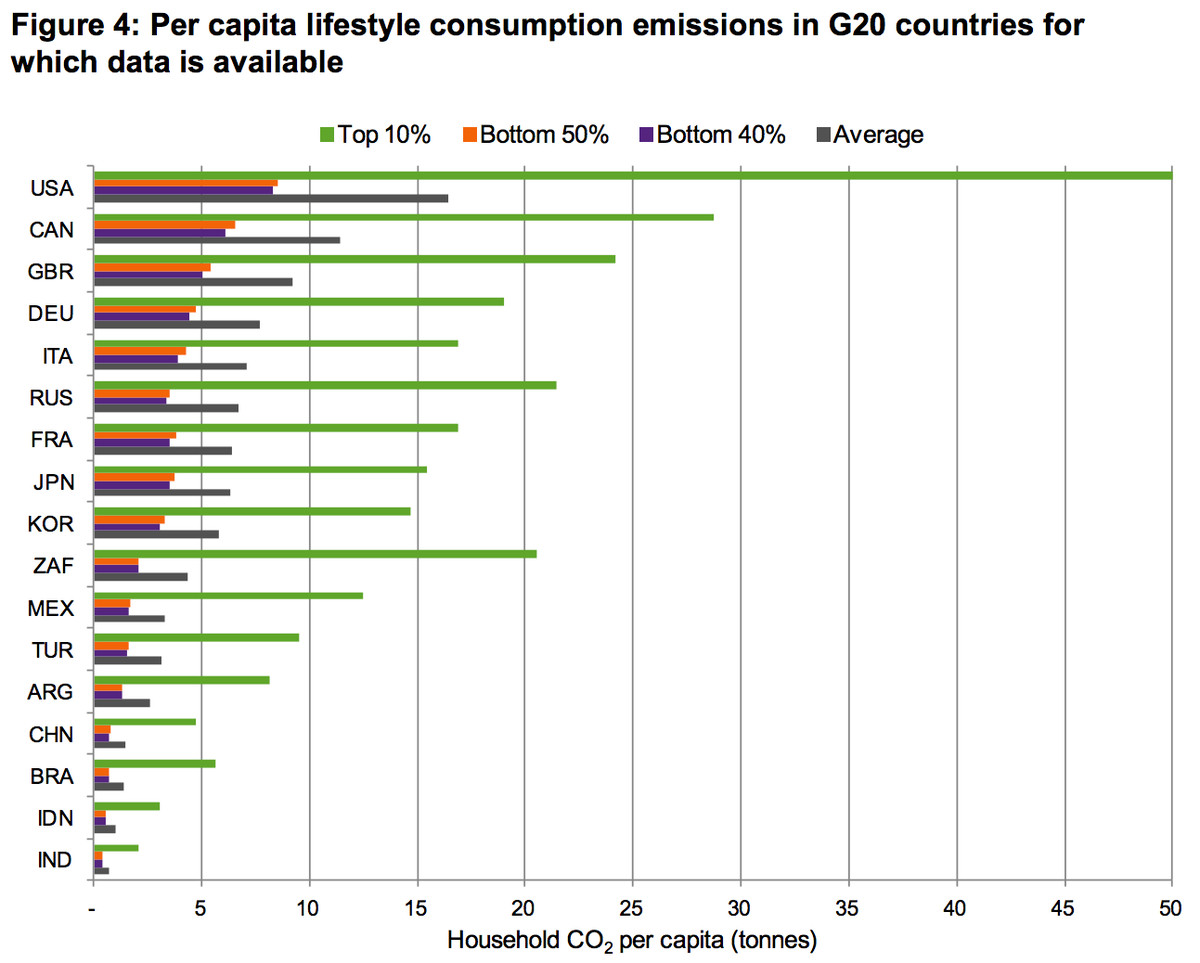 Figure 4: Per capita lifestyle consumption emissions in G20 countries for
which data is available
Top 10% Bottom 50% Bottom 40% Average
USA
CAN
GBR
DEU
ITA
RUS
FRA
JPN
KOR
ZAF
MEX
TUR
ARG
CHN
BRA
IDN
IND
- 5 10 15 20 25 30 35 40 45 50
Household CO₂ per capita (tonnes)